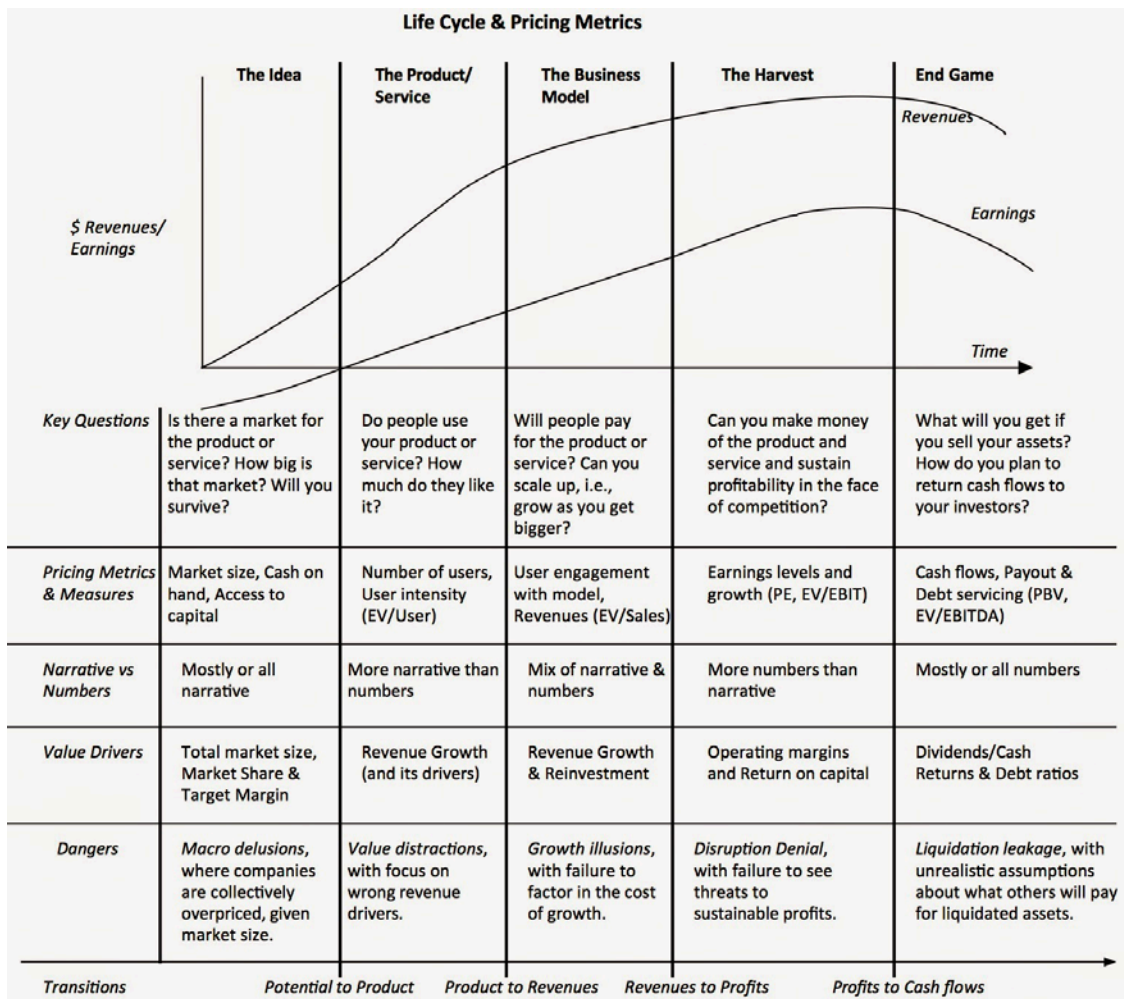 Life Cycle & Pricing Metrics
The Idea
The Product/
Service
The Business
Model
The Harvest
End Game
Revenues
$ Revenues/
Earnings
Earnings
Time
Key Questions
Is there a market for
the product or
service? How big is
that market? Will you
survive?
Do people use
your product or
service? How
much do they like
it?
Will people pay
for the product or
service? Can you
scale up, i.e.,
grow as you get
bigger?
Can you make money
of the product and
service and sustain
profitability in the face
of competition?
What will you get if
you sell your assets?
How do you plan to
return cash flows to
your investors?
Pricing Metrics
& Measures
Market size, Cash on
hand, Access to
capital
Number of users,
User intensity
(EV/User)
User engagement
with model,
Revenues (EV/Sales)
Earnings levels and
growth (PE, EV/EBIT)
Cash flows, Payout &
Debt servicing (PBV,
EV/EBITDA)
Narrative vs
Numbers
Mostly or all
narrative
More narrative than
numbers
Mix of narrative &
numbers
More numbers than
narrative
Mostly or all numbers
Value Drivers
Total market size,
Market Share &
Target Margin
Revenue Growth
(and its drivers)
Revenue Growth
& Reinvestment
Operating margins
and Return on capital
Dividends/Cash
Returns & Debt ratios
Dangers
Macro delusions,
where companies
are collectively
overpriced, given
market size.
Value distractions,
with focus on
wrong revenue
drivers.
Growth illusions,
with failure to
factor in the cost
of growth.
Disruption Denial,
with failure to see
threats to
sustainable profits.
Liquidation leakage, with
unrealistic assumptions
about what others will pay
for liquidated assets.
Transitions
Potential to Product
Product to Revenues
Revenues to Profits
Profits to Cash flows